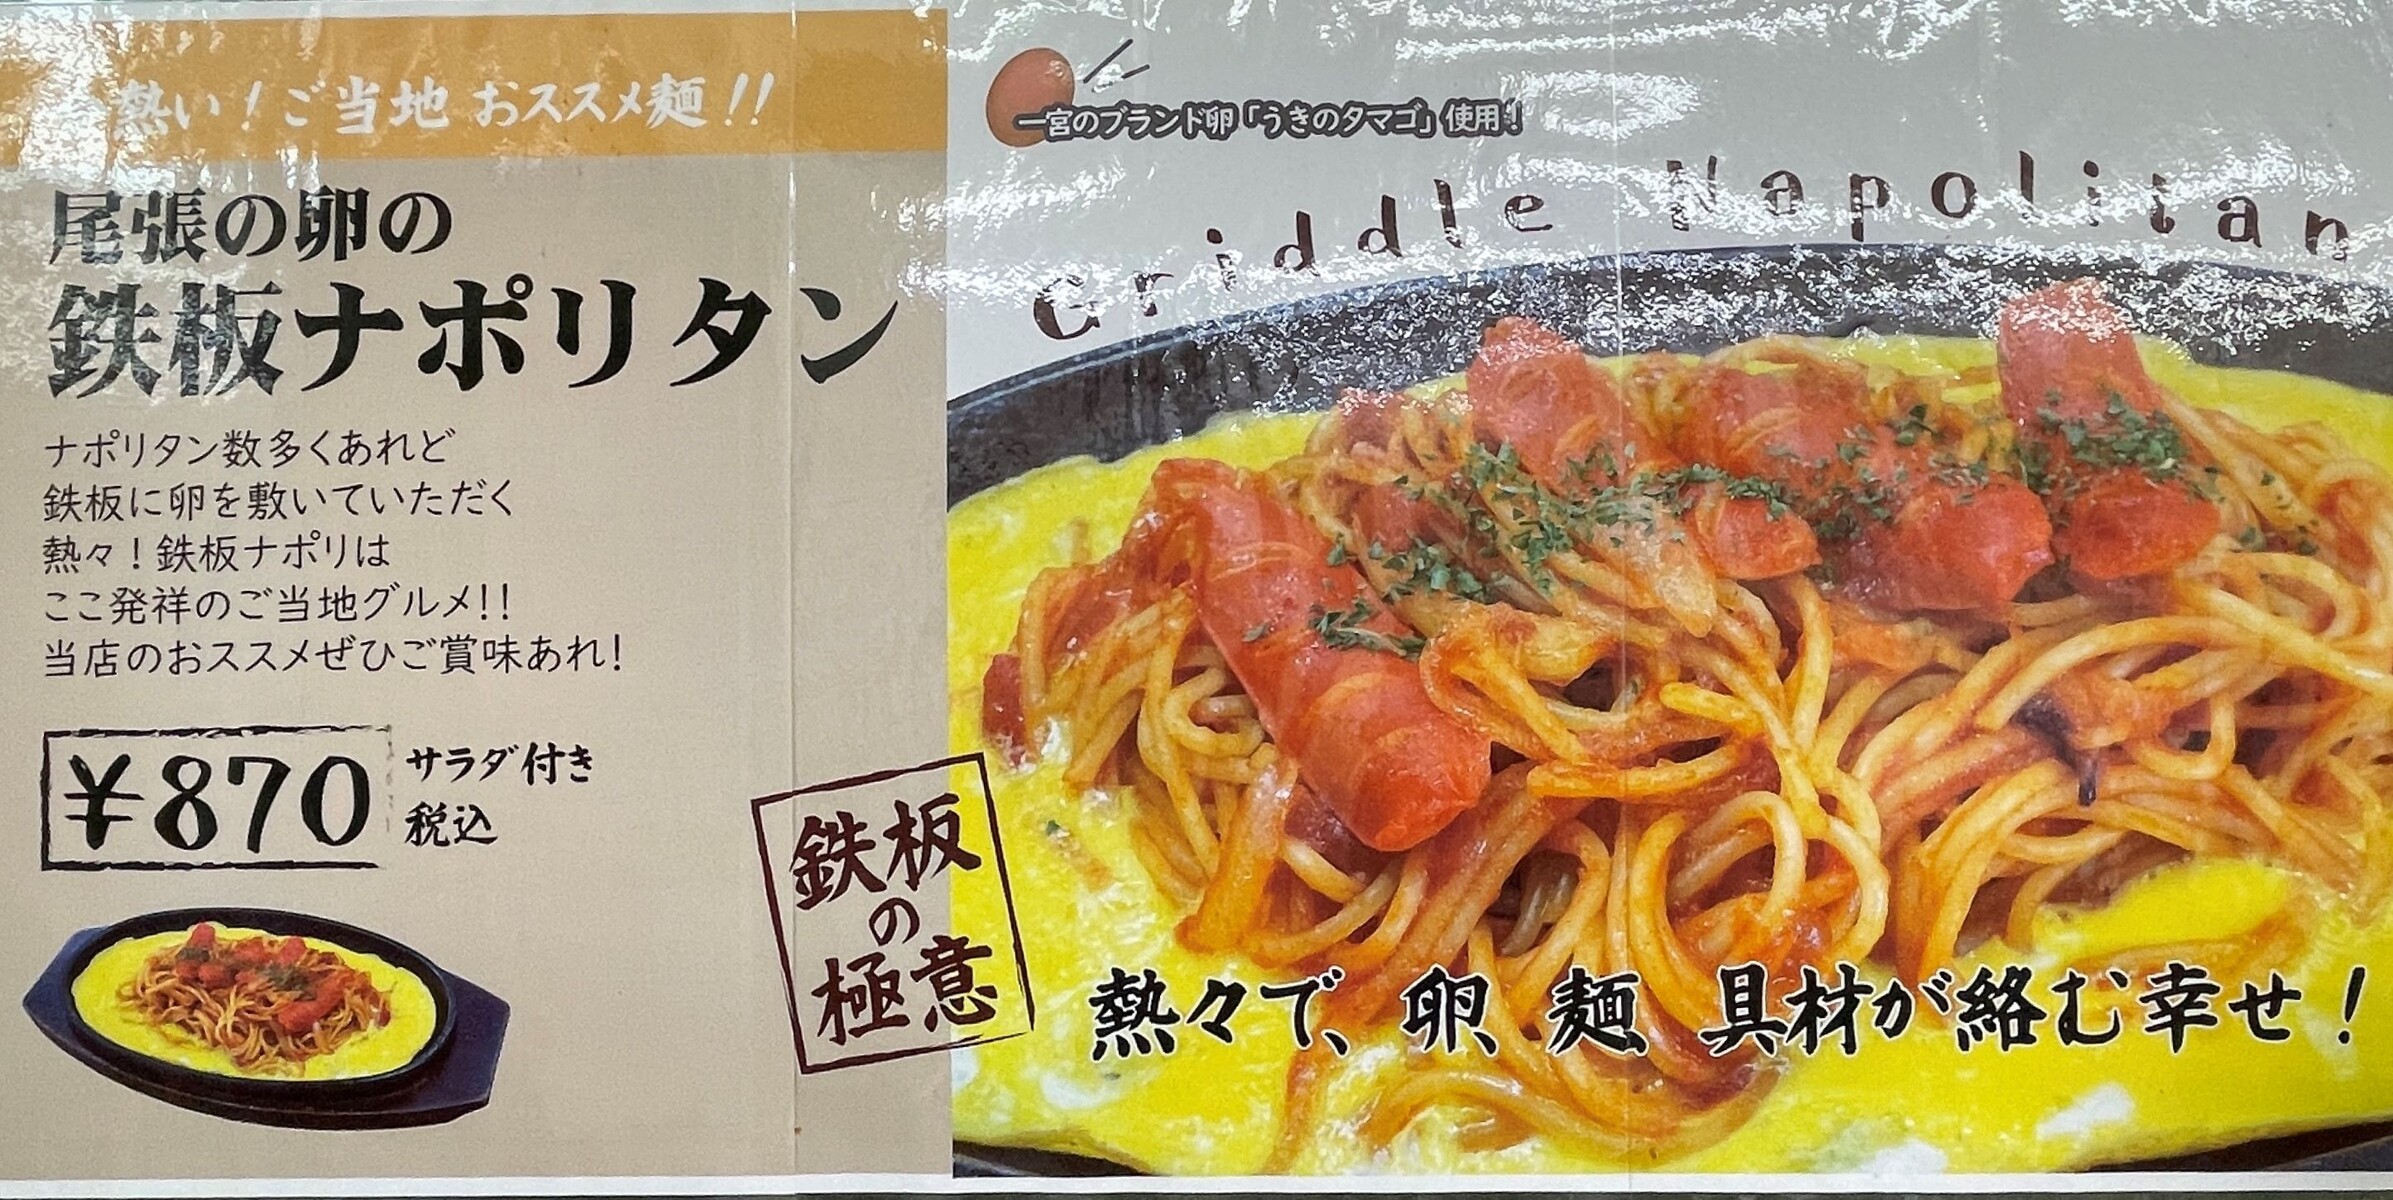 熱い！ご当地 おススメ麺!!
尾張の卵の
鉄板ナポリタン
ナポリタン数多くあれど
鉄板に卵を敷いていただく
熱々！鉄板ナポリは
ここ発祥のご当地グルメ!!
当店のおススメぜひご賞味あれ！
¥870
サラダ付き
税込
鉄板
の
極意
一宮のブランド卵「うきのタマゴ」使用！
Griddle Napolitan
熱々で、卵、麺、具材が絡む幸せ！